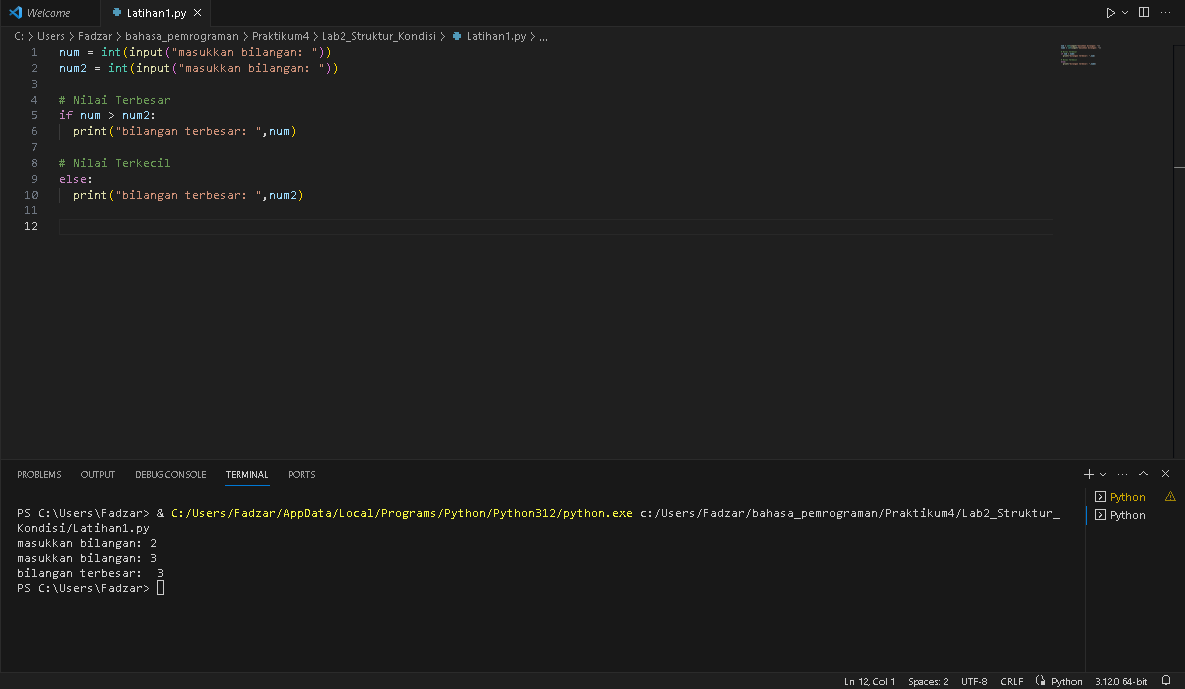 Welcome
Latihan1.py
C: > Users > Fadzar > bahasa_pemrograman > Praktikum4 > Lab2_Struktur_Kondisi > Latihan1.py > ...
1 num = int(input("masukkan bilangan: "))
2 num2 = int(input("masukkan bilangan: "))
3
4 # Nilai Terbesar
5 if num > num2:
6 print("bilangan terbesar: ",num)
7
8 # Nilai Terkecil
9 else:
10 print("bilangan terbesar: ",num2)
11
12
PROBLEMS OUTPUT DEBUG CONSOLE TERMINAL PORTS
PS C:\Users\Fadzar> & C:/Users/Fadzar/AppData/Local/Programs/Python/Python312/python.exe c:/Users/Fadzar/bahasa_pemrograman/Praktikum4/Lab2_Struktur_
Kondisi/Latihan1.py
masukkan bilangan: 2
masukkan bilangan: 3
bilangan terbesar:  3
PS C:\Users\Fadzar>
Python
Python
Ln 12, Col 1 Spaces: 2 UTF-8 CRLF Python 3.12.0 64-bit